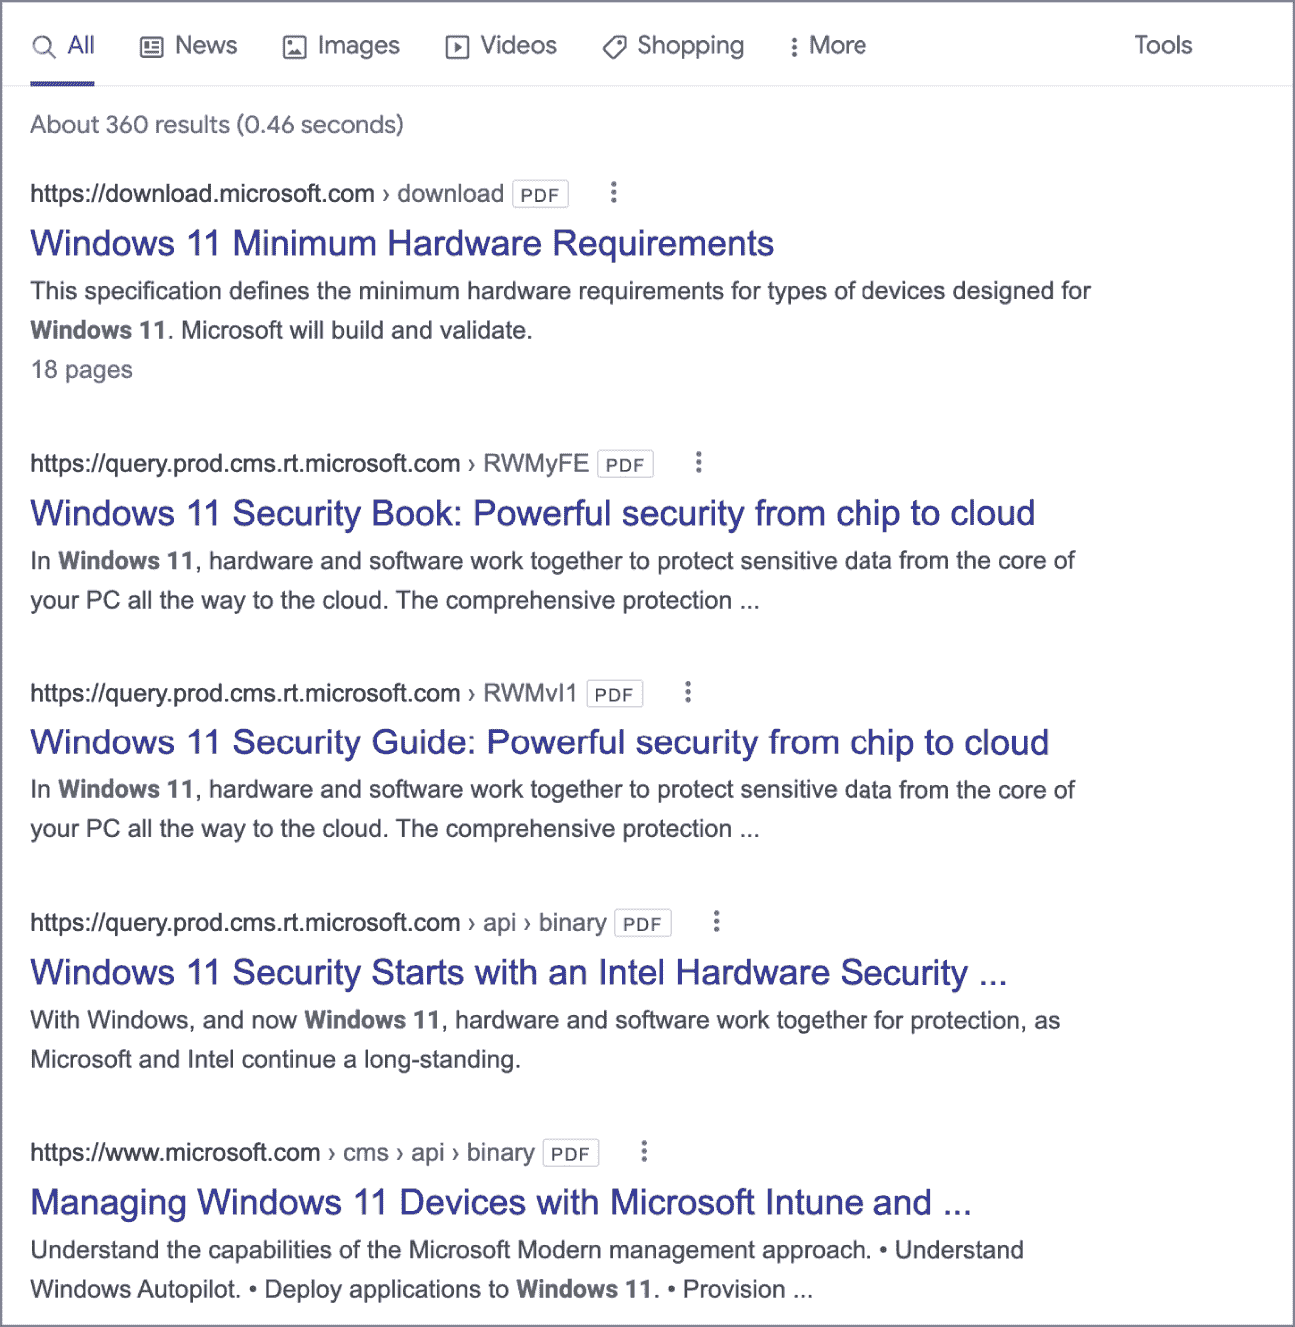 All News Images Videos Shopping More Tools
About 360 results (0.46 seconds)
https://download.microsoft.com › download PDF
Windows 11 Minimum Hardware Requirements
This specification defines the minimum hardware requirements for types of devices designed for
Windows 11. Microsoft will build and validate.
18 pages
https://query.prod.cms.rt.microsoft.com › RWMyFE PDF
Windows 11 Security Book: Powerful security from chip to cloud
In Windows 11, hardware and software work together to protect sensitive data from the core of
your PC all the way to the cloud. The comprehensive protection ...
https://query.prod.cms.rt.microsoft.com › RWMvI1 PDF
Windows 11 Security Guide: Powerful security from chip to cloud
In Windows 11, hardware and software work together to protect sensitive data from the core of
your PC all the way to the cloud. The comprehensive protection ...
https://query.prod.cms.rt.microsoft.com › api › binary PDF
Windows 11 Security Starts with an Intel Hardware Security ...
With Windows, and now Windows 11, hardware and software work together for protection, as
Microsoft and Intel continue a long-standing.
https://www.microsoft.com › cms › api › binary PDF
Managing Windows 11 Devices with Microsoft Intune and ...
Understand the capabilities of the Microsoft Modern management approach. • Understand
Windows Autopilot. • Deploy applications to Windows 11. • Provision ...